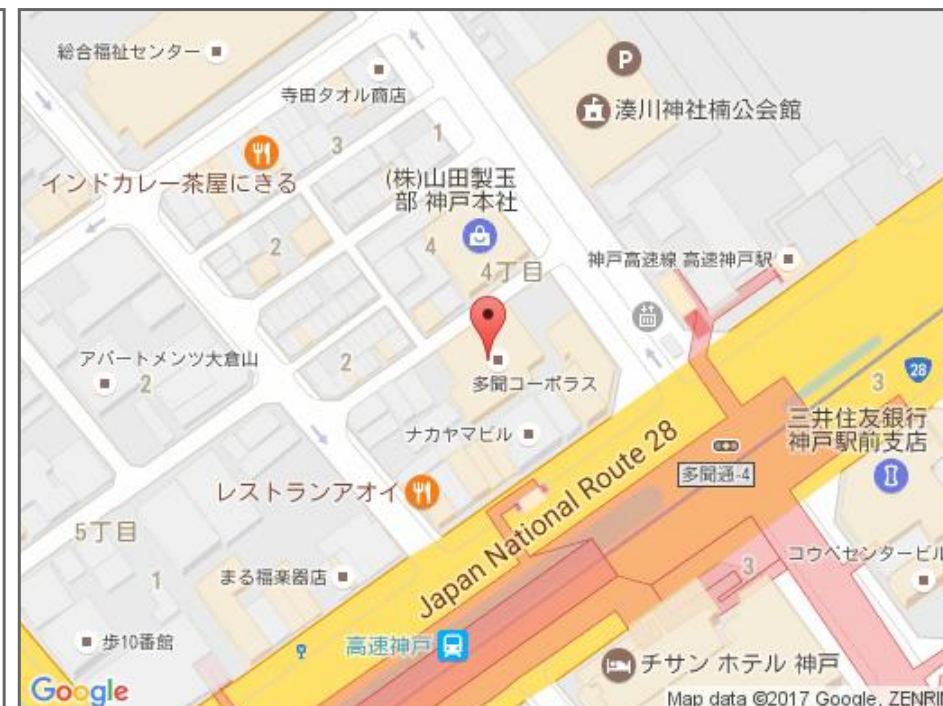 総合福祉センター
寺田タオル商店
P
湊川神社楠公会館
インドカレー茶屋にきる
3
1
(株)山田製玉
部 神戸本社
2
4
4丁目
神戸高速線 高速神戸駅
アパートメンツ大倉山
2
2
多聞コーポラス
28
3
三井住友銀行
神戸駅前支店
ナカヤマビル
Japan National Route 28
多聞通-4
レストランアオイ
5丁目
1
まる福楽器店
3
コウベセンタービル
歩10番館
高速神戸
チサン ホテル 神戸
Google
Map data ©2017 Google, ZENRIN